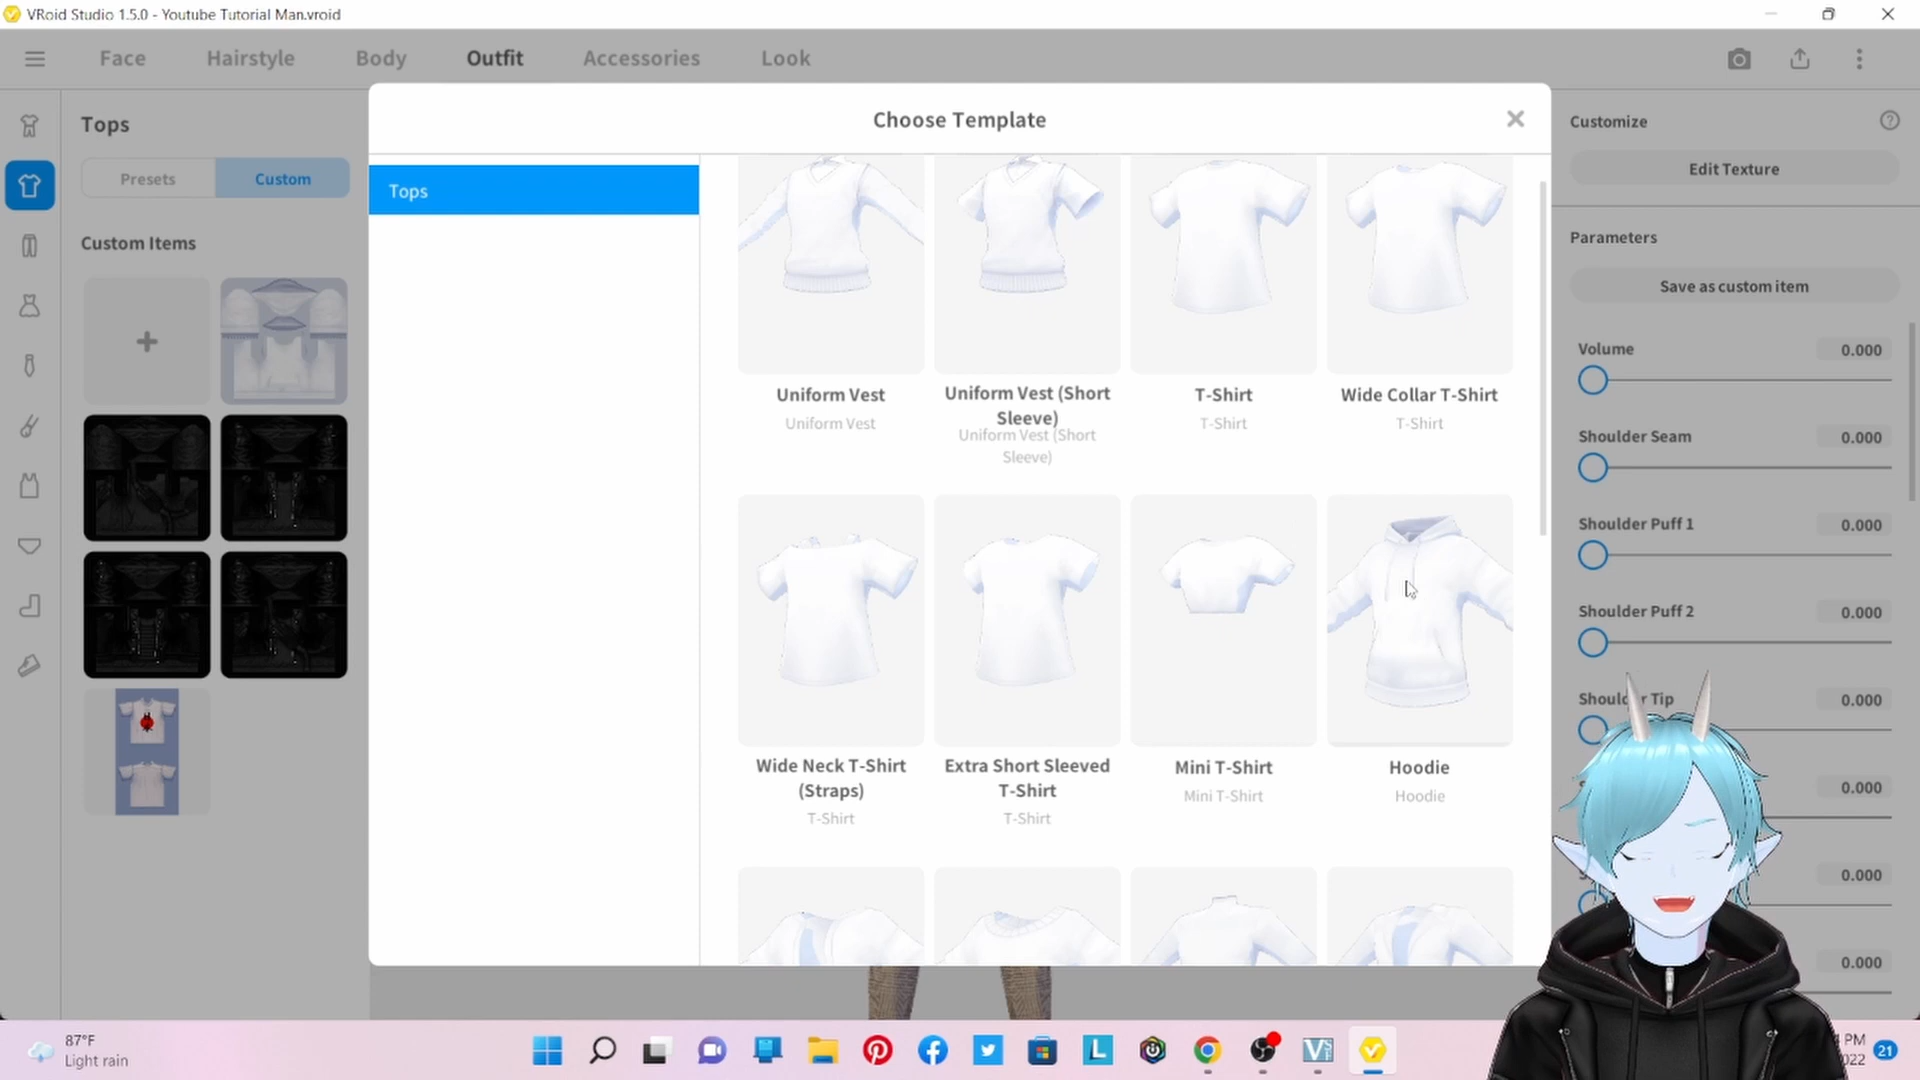 VRoid Studio 1.5.0 - Youtube Tutorial Man.vroid
Face
Hairstyle
Body
Outfit
Accessories
Look
Tops
Presets
Custom
Custom Items
Choose Template
Tops
Uniform Vest
Uniform Vest
Uniform Vest (Short
Sleeve)
Uniform Vest (Short
Sleeve)
T-Shirt
T-Shirt
Wide Collar T-Shirt
T-Shirt
Wide Neck T-Shirt
(Straps)
T-Shirt
Extra Short Sleeved
T-Shirt
T-Shirt
Mini T-Shirt
Mini T-Shirt
Hoodie
Hoodie
Customize
Edit Texture
Parameters
Save as custom item
Volume 0.000
Shoulder Seam 0.000
Shoulder Puff 1 0.000
Shoulder Puff 2 0.000
Tip 0.000
0.000
0.000
0.000
87°F
Light rain
PM
21